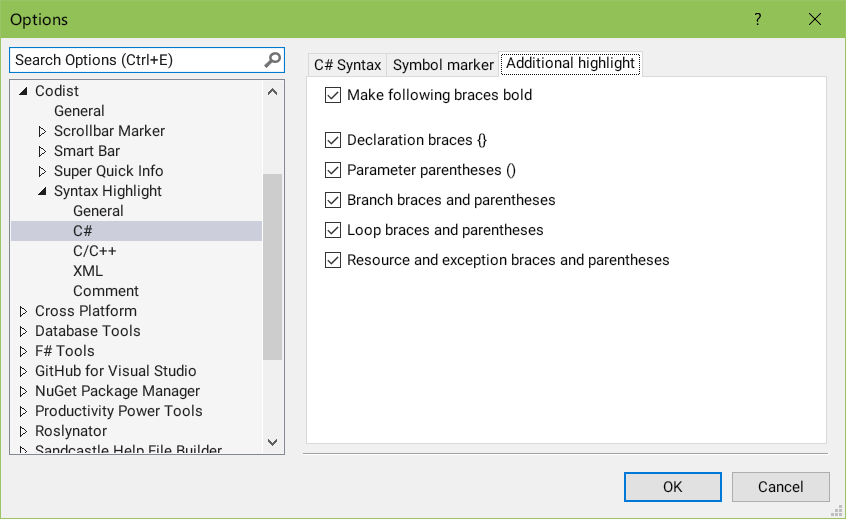 Options
?
Search Options (Ctrl+E)
Codist
General
Scrollbar Marker
Smart Bar
Super Quick Info
Syntax Highlight
General
C#
C/C++
XML
Comment
Cross Platform
Database Tools
F# Tools
GitHub for Visual Studio
NuGet Package Manager
Productivity Power Tools
Roslynator
Sandcastle Help File Builder
C# Syntax
Symbol marker
Additional highlight
Make following braces bold
Declaration braces {}
Parameter parentheses ()
Branch braces and parentheses
Loop braces and parentheses
Resource and exception braces and parentheses
OK
Cancel